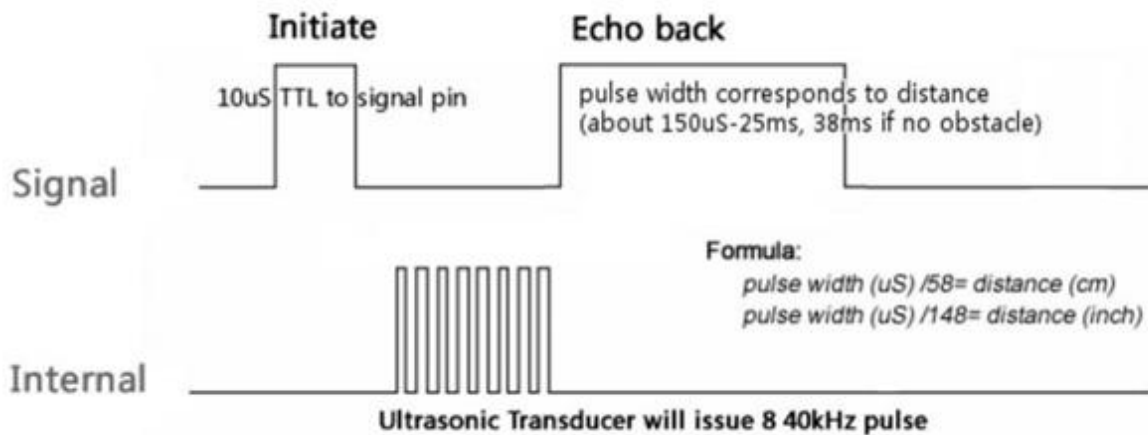 Initiate
Echo back
10uS TTL to signal pin
pulse width corresponds to distance
(about 150uS-25ms, 38ms if no obstacle)
Signal
Formula:
pulse width (uS) /58= distance (cm)
pulse width (uS) /148= distance (inch)
Internal
Ultrasonic Transducer will issue 8 40kHz pulse